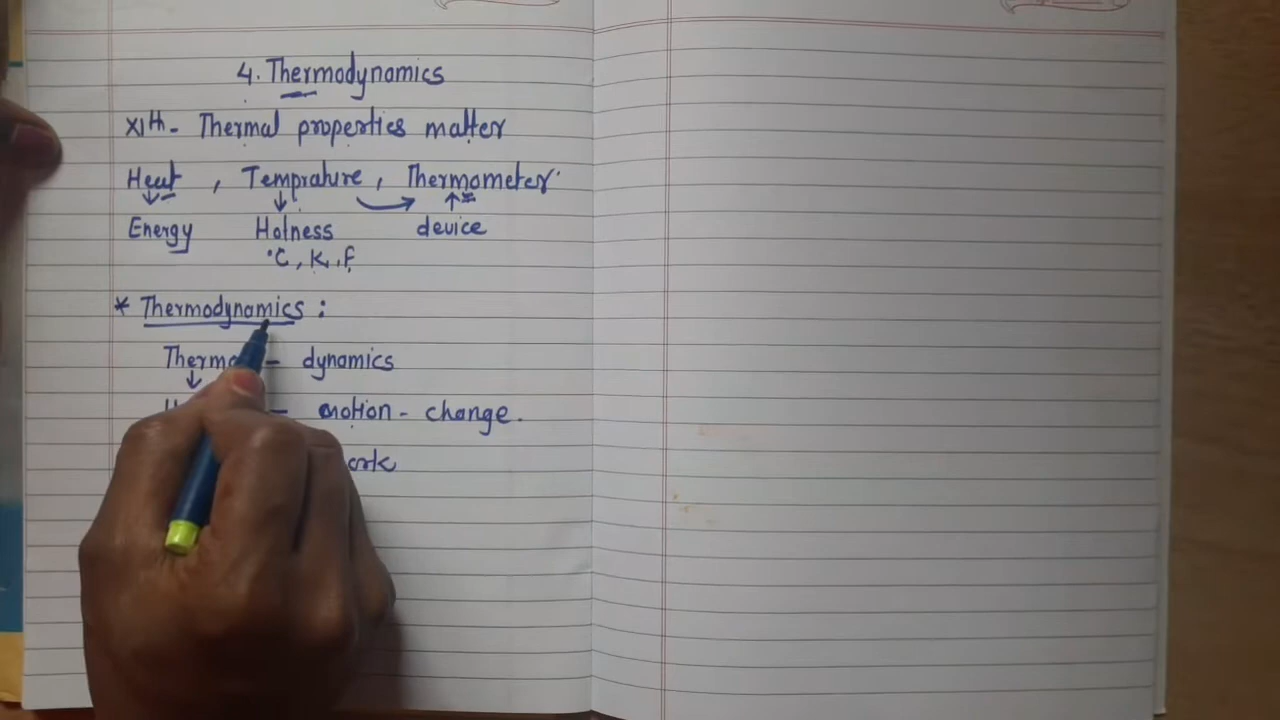 4. Thermodynamics
XIth - Thermal properties matter
Heat , Temprature , Thermometer
Energy Hotness device
°C, K, F
* Thermodynamics :
- dynamics
- motion - change.